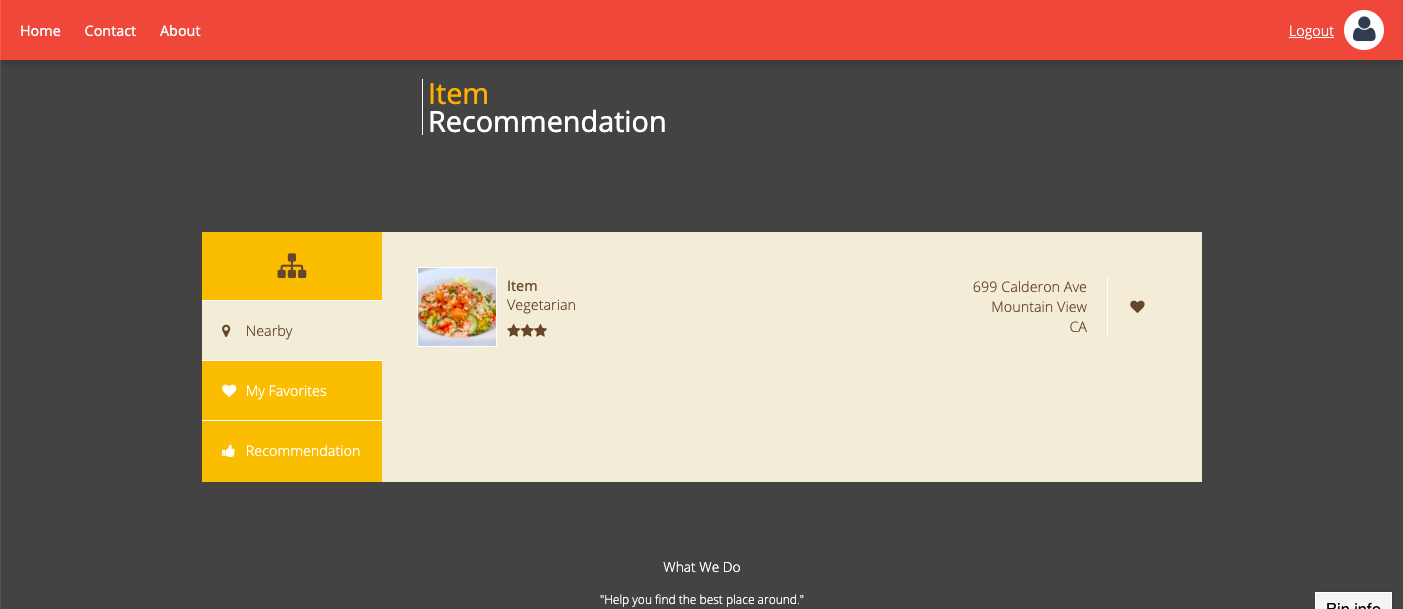 Home Contact About
Logout
Item
Recommendation
Nearby
My Favorites
Recommendation
Item
Vegetarian
699 Calderon Ave
Mountain View
CA
What We Do
"Help you find the best place around."
Bin info